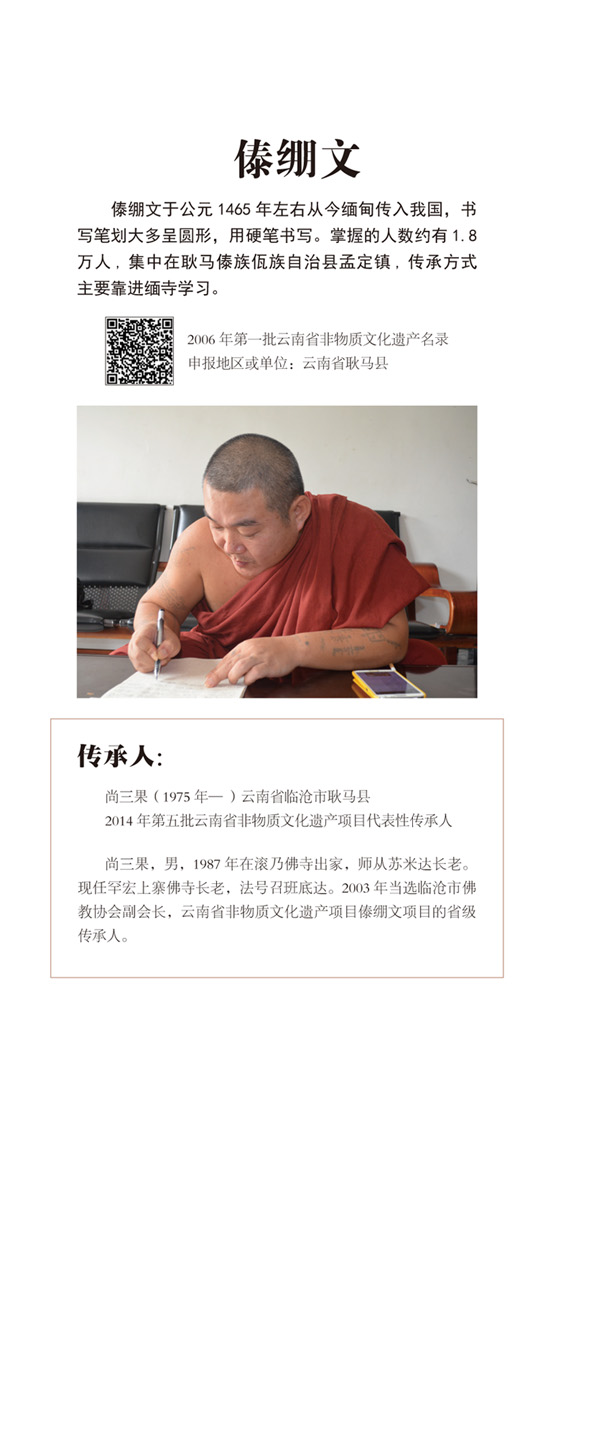 傣绷文
傣绷文于公元 1465 年左右从今缅甸传入我国，书
写笔划大多呈圆形，用硬笔书写。掌握的人数约有 1.8
万人，集中在耿马傣族佤族自治县孟定镇，传承方式
主要靠进缅寺学习。
2006 年第一批云南省非物质文化遗产名录
申报地区或单位：云南省耿马县
传承人：
尚三果（1975 年— ）云南省临沧市耿马县
2014 年第五批云南省非物质文化遗产项目代表性传承人
尚三果，男，1987 年在滚乃佛寺出家，师从苏米达长老。
现任罕宏上寨佛寺长老，法号召班底达。2003 年当选临沧市佛
教协会副会长，云南省非物质文化遗产项目傣绷文项目的省级
传承人。